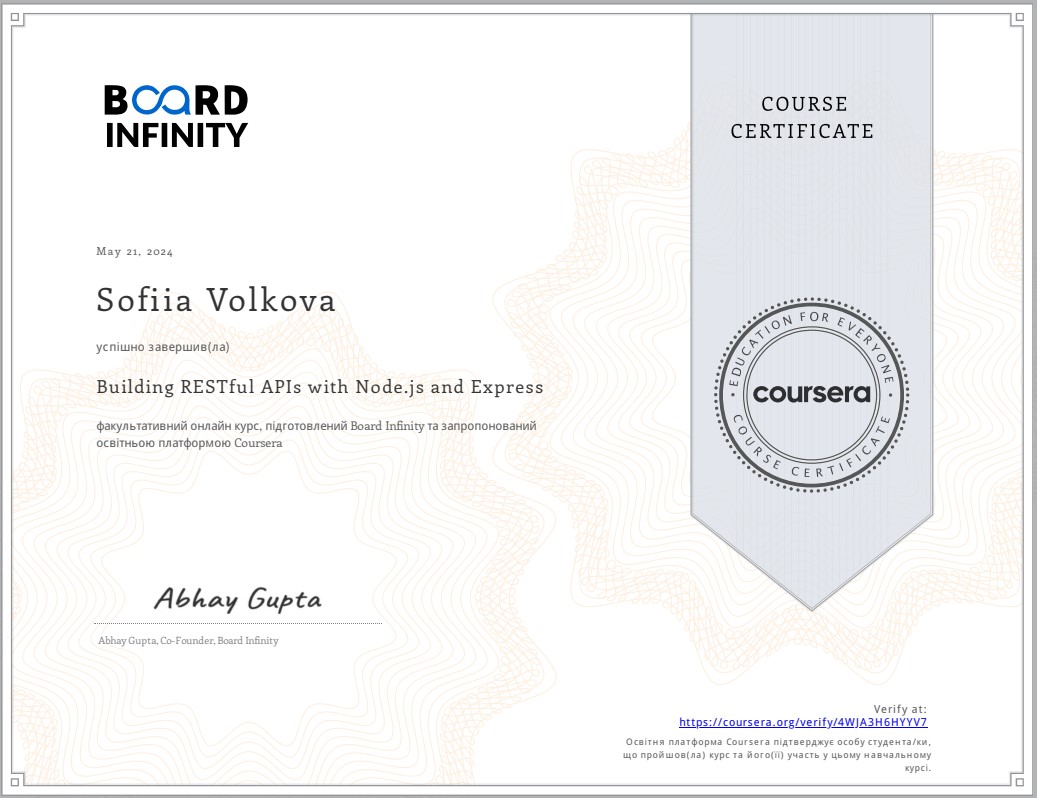 BOARD
INFINITY
COURSE
CERTIFICATE
May 21, 2024
Sofiia Volkova
успішно завершив(ла)
Building RESTful APIs with Node.js and Express
факультативний онлайн курс, підготовлений Board Infinity та запропонований
освітньою платформою Coursera
EDUCATION FOR EVERYONE
coursera
COURSE CERTIFICATE
Abhay Gupta
Abhay Gupta, Co-Founder, Board Infinity
Verify at:
https://coursera.org/verify/4WJA3H6HYYV7
Освітня платформа Coursera підтверджує особу студента/ки,
що пройшов(ла) курс та його(її) участь у цьому навчальному
курсі.